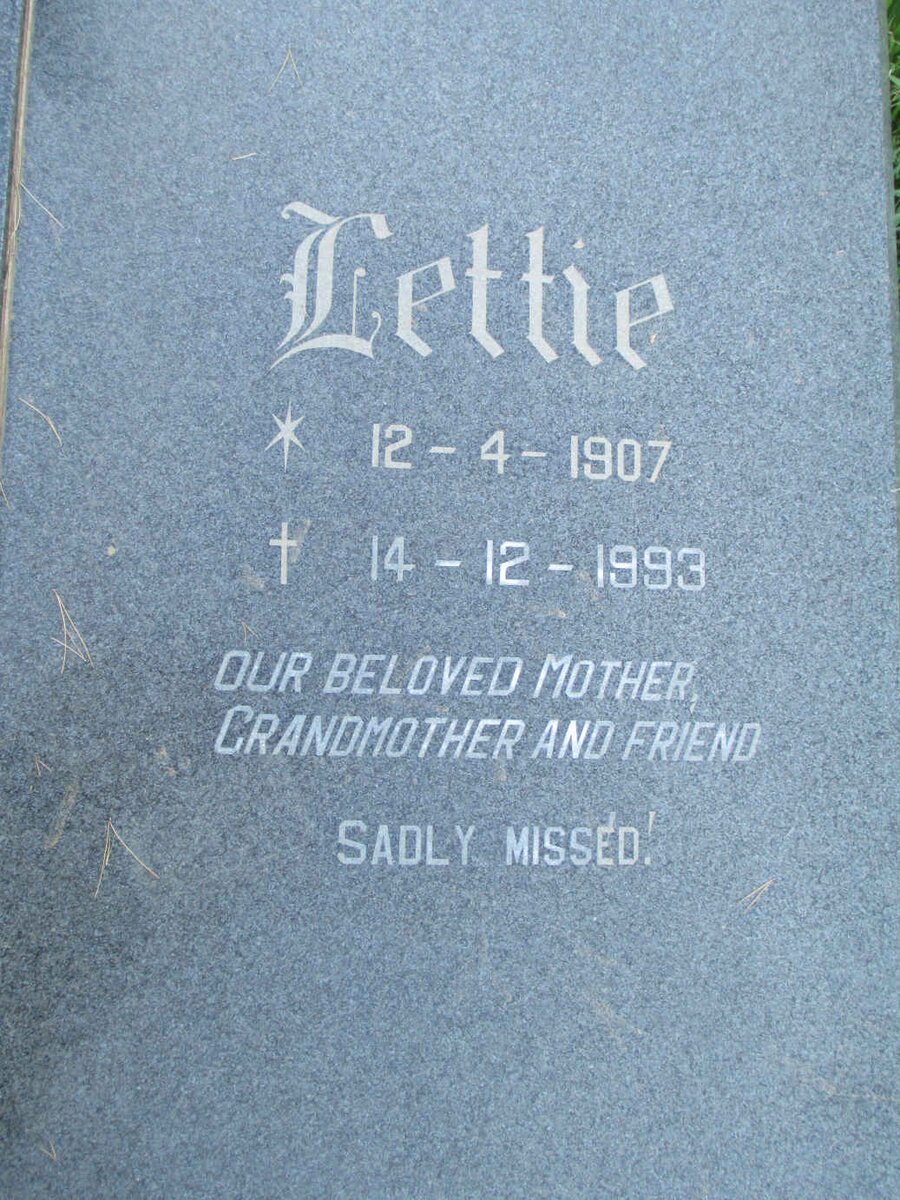 Lettie
12 - 4 - 1907
14 - 12 - 1993
OUR BELOVED MOTHER,
GRANDMOTHER AND FRIEND
SADLY MISSED.